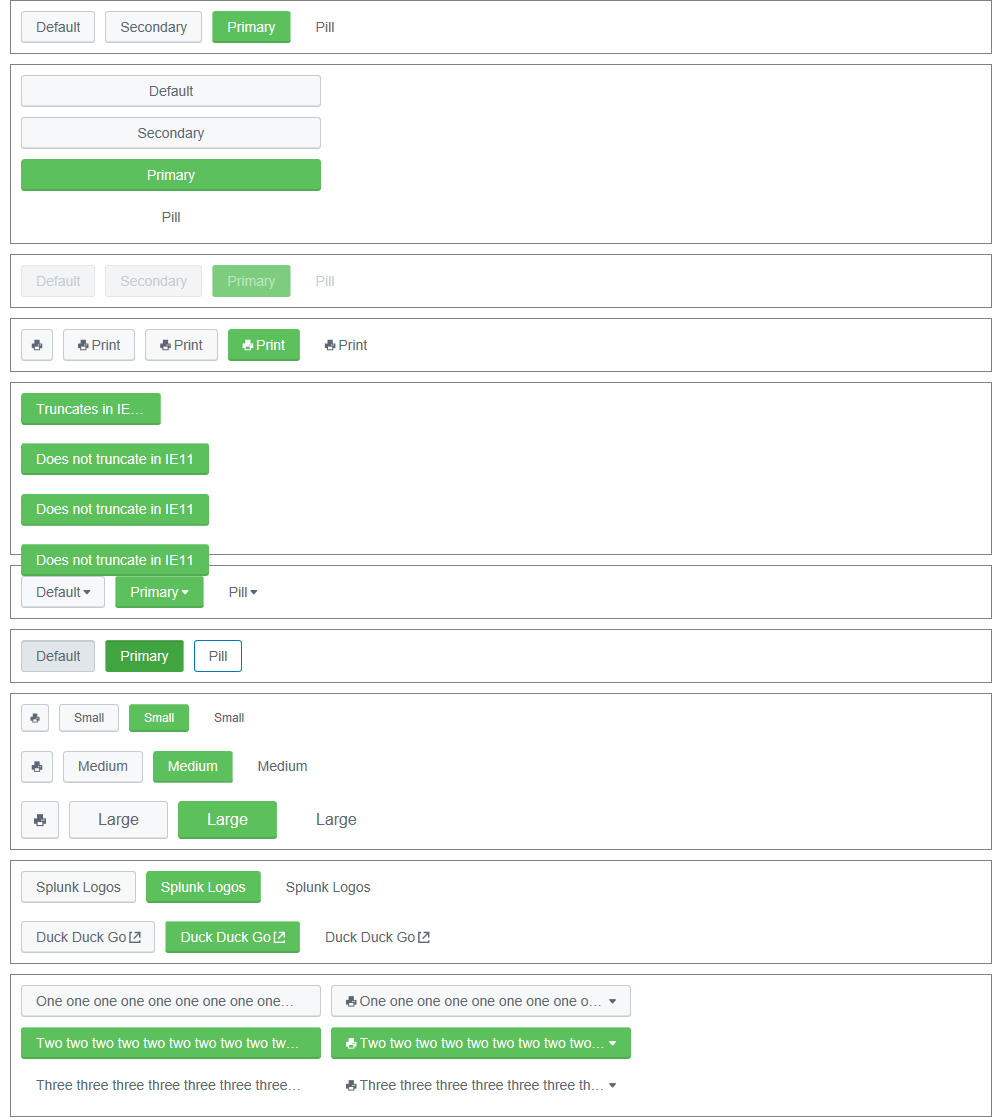 Default Secondary Primary Pill
Default
Secondary
Primary
Pill
Default Secondary Primary Pill
Print Print Print Print
Truncates in IE...
Does not truncate in IE11
Does not truncate in IE11
Does not truncate in IE11
Default Primary Pill
Default Primary Pill
Small Small Small
Medium Medium Medium
Large Large Large
Splunk Logos Splunk Logos Splunk Logos
Duck Duck Go Duck Duck Go Duck Duck Go
One one one one one one one one one... One one one one one one one one o...
Two two two two two two two two two tw... Two two two two two two two two two...
Three three three three three three three... Three three three three three three th...